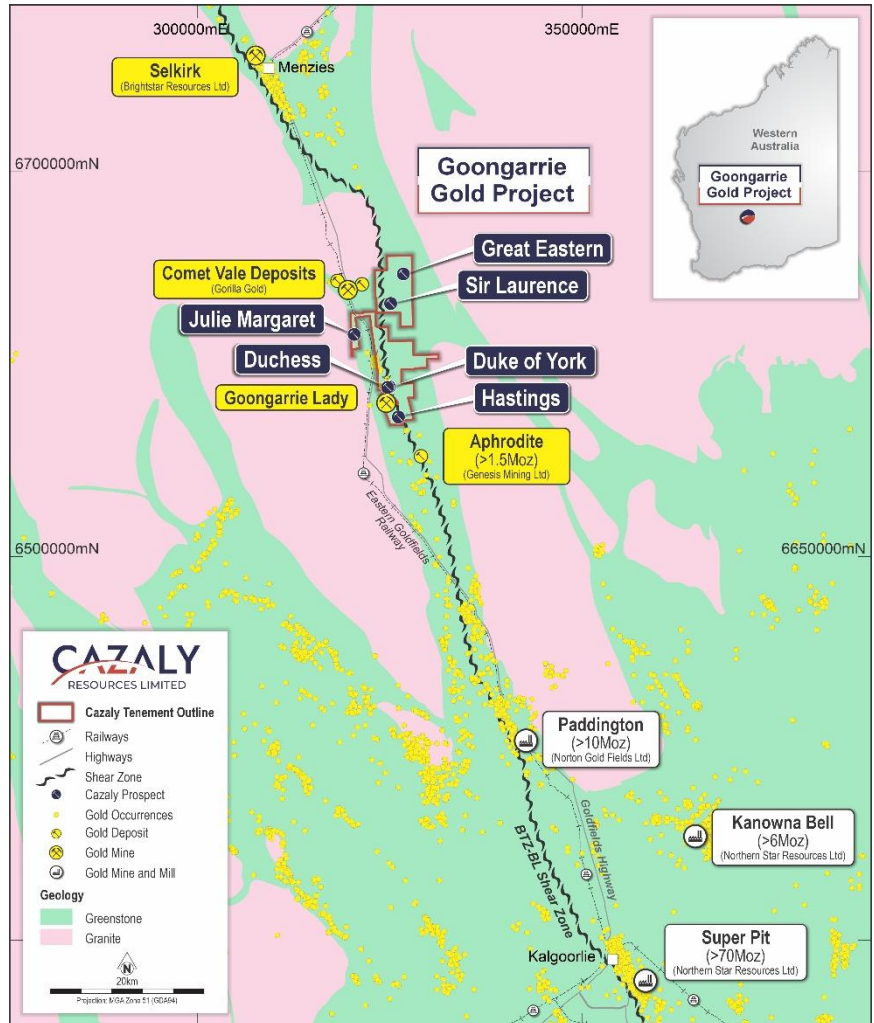 300000mE
350000mE
Selkirk
(Brightstar Resources Ltd)
Menzies
Western
Australia
Goongarrie
Gold Project
6700000mN
Goongarrie
Gold Project
Great Eastern
Comet Vale Deposits
(Gorilla Gold)
Sir Laurence
Julie Margaret
Duchess
Duke of York
Goongarrie Lady
Hastings
Aphrodite
(>1.5Moz)
(Genesis Mining Ltd)
Eastern Goldfields
Railway
6500000mN
6650000mN
CAZALY
RESOURCES LIMITED
Cazaly Tenement Outline
Railways
Highways
Shear Zone
Cazaly Prospect
Gold Occurrences
Gold Deposit
Gold Mine
Gold Mine and Mill
Geology
Greenstone
Granite
N
20km
Projection: MGA Zone 51 (GDA94)
Paddington
(>10Moz)
(Norton Gold Fields Ltd)
Goldfields Highway
BTZ-BL Shear Zone
Kanowna Bell
(>6Moz)
(Northern Star Resources Ltd)
Kalgoorlie
Super Pit
(>70Moz)
(Northern Star Resources Ltd)